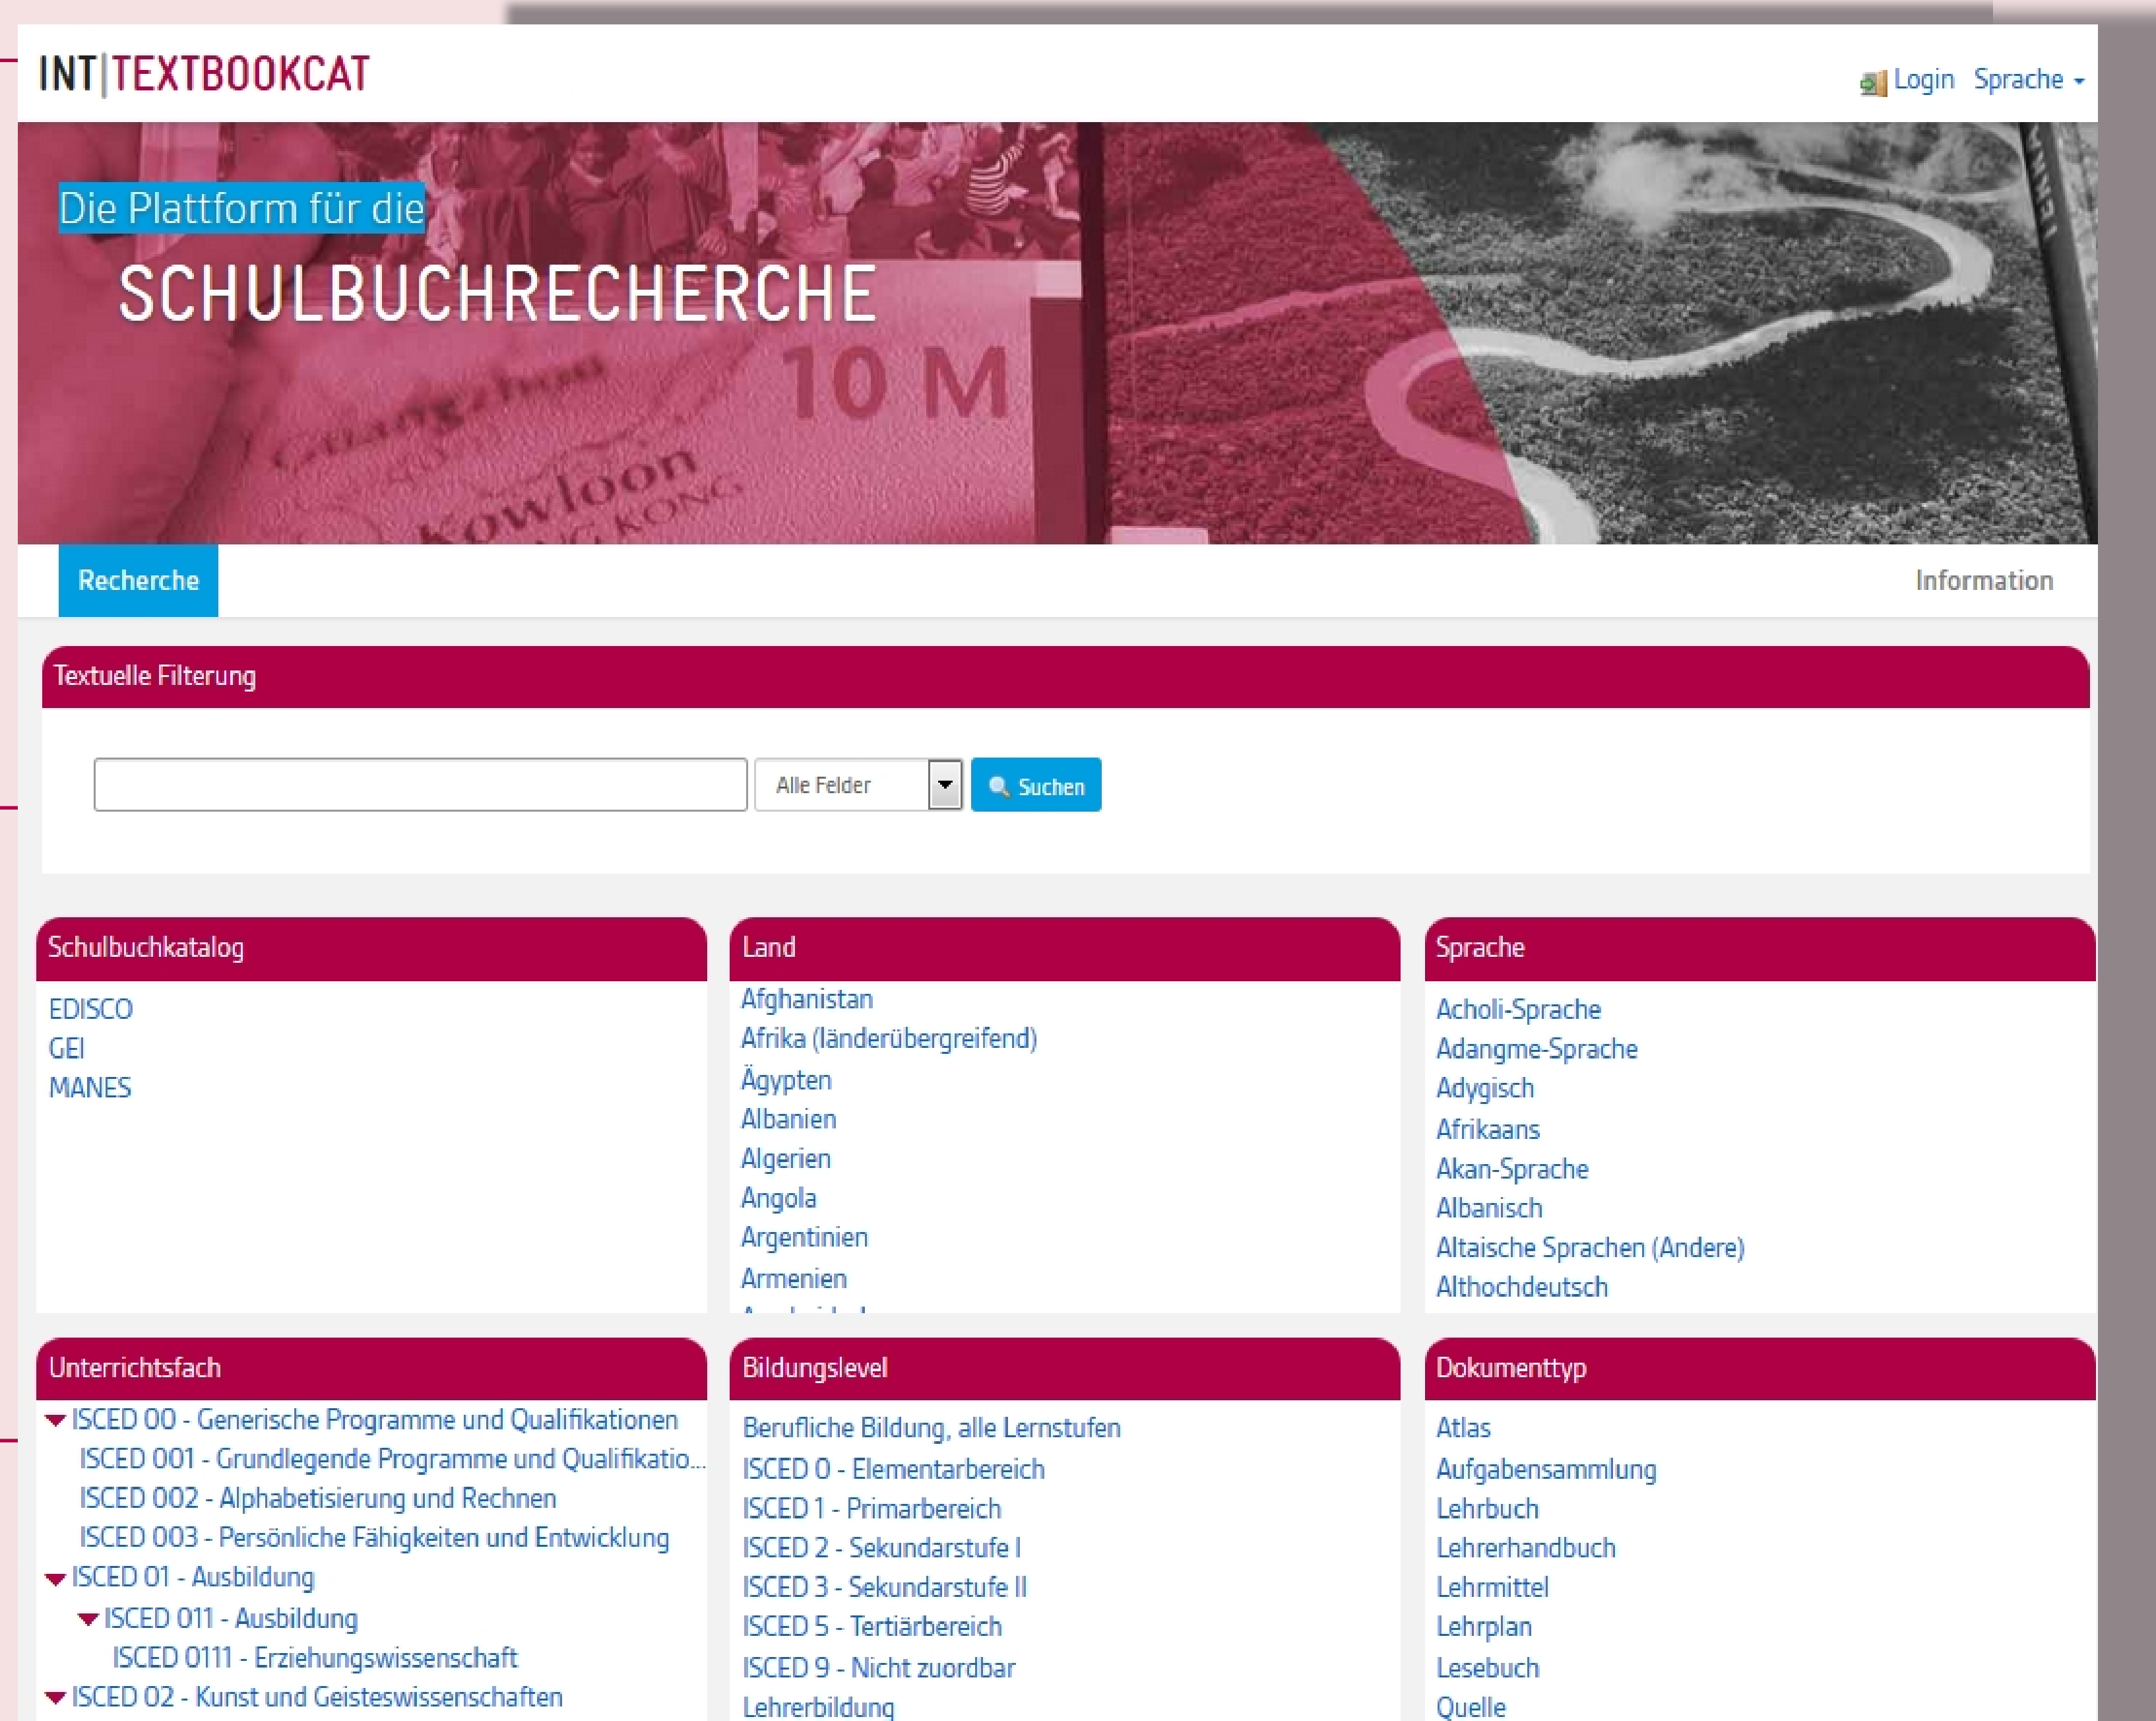 INT|TEXTBOOKCAT
Login Sprache
Die Plattform für die
SCHULBUCHRECHERCHE
10 M
Guangzhou
Kowloon
HONG KONG
Recherche
Information
Textuelle Filterung
Alle Felder
Suchen
Schulbuchkatalog
EDISCO
GEI
MANES
Land
Afghanistan
Afrika (länderübergreifend)
Ägypten
Albanien
Algerien
Angola
Argentinien
Armenien
Sprache
Acholi-Sprache
Adangme-Sprache
Adygisch
Afrikaans
Akan-Sprache
Albanisch
Altaische Sprachen (Andere)
Althochdeutsch
Unterrichtsfach
ISCED 00 - Generische Programme und Qualifikationen
ISCED 001 - Grundlegende Programme und Qualifikatio...
ISCED 002 - Alphabetisierung und Rechnen
ISCED 003 - Persönliche Fähigkeiten und Entwicklung
ISCED 01 - Ausbildung
ISCED 011 - Ausbildung
ISCED 0111 - Erziehungswissenschaft
ISCED 02 - Kunst und Geisteswissenschaften
Bildungslevel
Berufliche Bildung, alle Lernstufen
ISCED 0 - Elementarbereich
ISCED 1 - Primarbereich
ISCED 2 - Sekundarstufe I
ISCED 3 - Sekundarstufe II
ISCED 5 - Tertiärbereich
ISCED 9 - Nicht zuordbar
Lehrerbildung
Dokumenttyp
Atlas
Aufgabensammlung
Lehrbuch
Lehrerhandbuch
Lehrmittel
Lehrplan
Lesebuch
Quelle